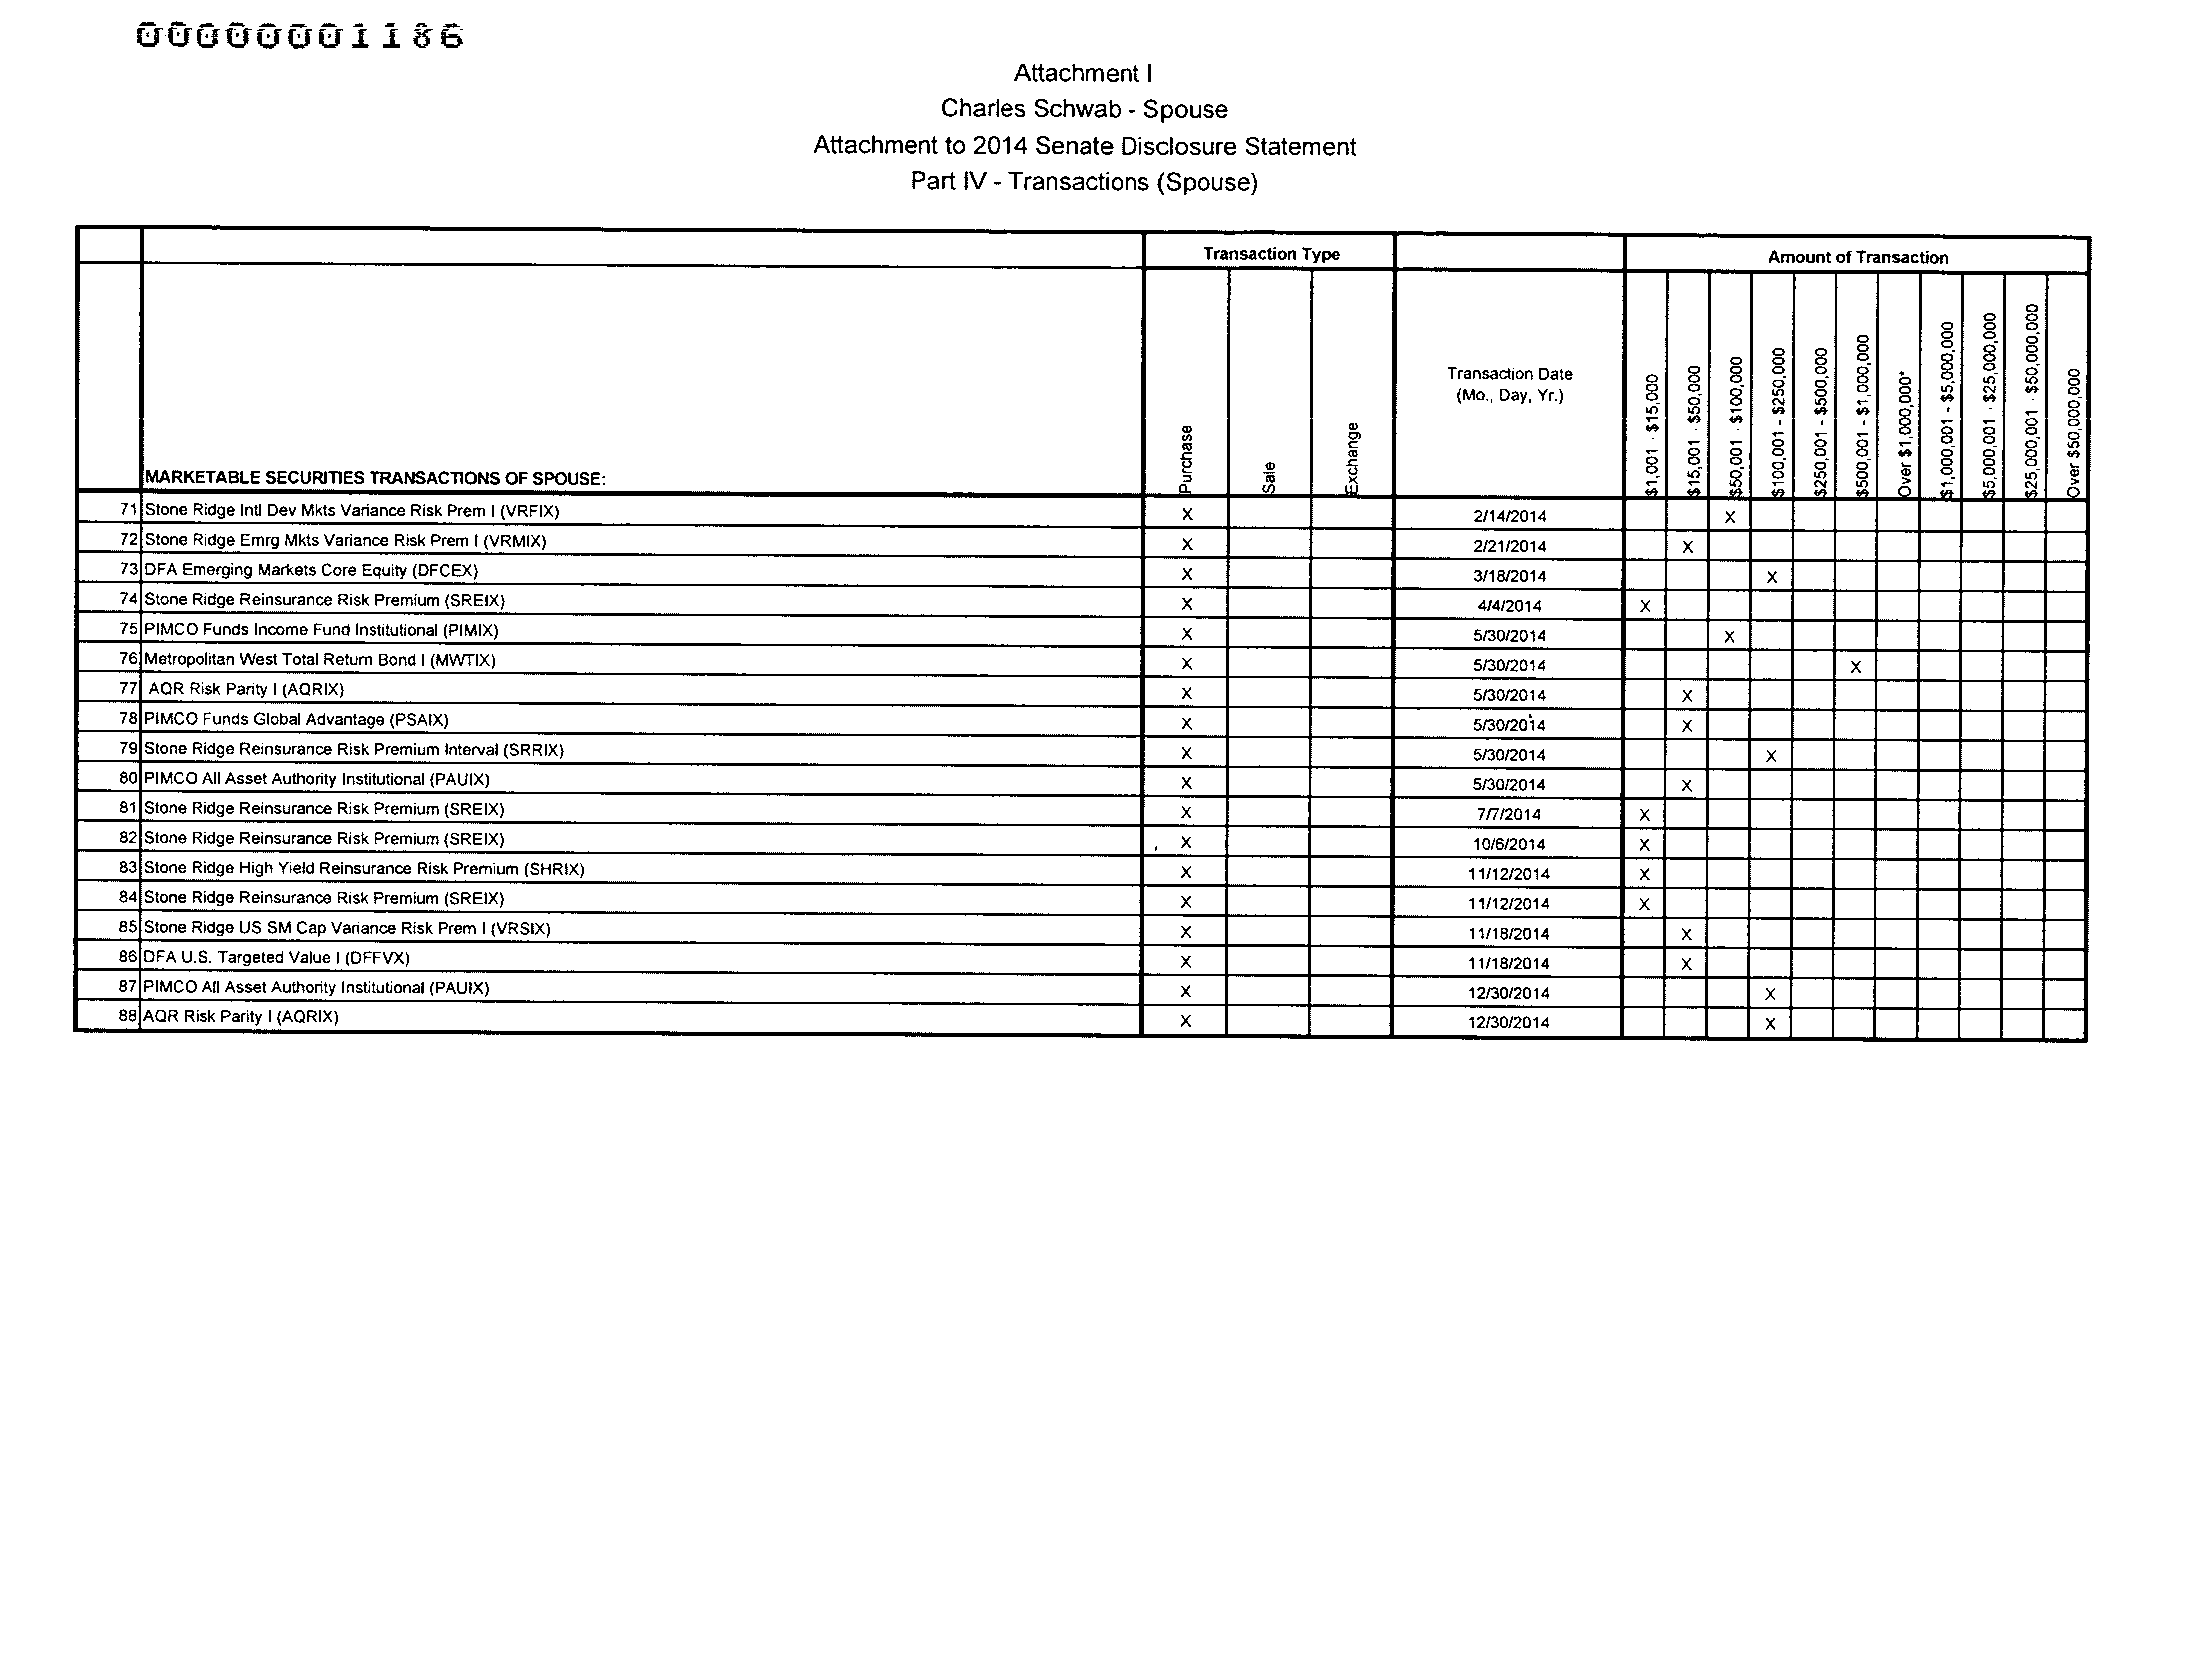 00000001186
Attachment I
Charles Schwab - Spouse
Attachment to 2014 Senate Disclosure Statement
Part IV - Transactions (Spouse)
Transaction Type Amount of Transaction
MARKETABLE SECURITIES TRANSACTIONS OF SPOUSE: Purchase Sale Exchange Transaction Date (Mo., Day, Yr.) $1,001 - $15,000 $15,001 - $50,000 $50,001 - $100,000 $100,001 - $250,000 $250,001 - $500,000 $500,001 - $1,000,000 Over $1,000,000* $1,000,001 - $5,000,000 $5,000,001 - $25,000,000 $25,000,001 - $50,000,000 Over $50,000,000
71 Stone Ridge Intl Dev Mkts Variance Risk Prem I (VRFIX) X 2/14/2014 X
72 Stone Ridge Emrg Mkts Variance Risk Prem I (VRMIX) X 2/21/2014 X
73 DFA Emerging Markets Core Equity (DFCEX) X 3/18/2014 X
74 Stone Ridge Reinsurance Risk Premium (SREIX) X 4/4/2014 X
75 PIMCO Funds Income Fund Institutional (PIMIX) X 5/30/2014 X
76 Metropolitan West Total Return Bond I (MWTIX) X 5/30/2014 X
77 AQR Risk Parity I (AQRIX) X 5/30/2014 X
78 PIMCO Funds Global Advantage (PSAIX) X 5/30/2014 X
79 Stone Ridge Reinsurance Risk Premium Interval (SRRIX) X 5/30/2014 X
80 PIMCO All Asset Authority Institutional (PAUIX) X 5/30/2014 X
81 Stone Ridge Reinsurance Risk Premium (SREIX) X 7/7/2014 X
82 Stone Ridge Reinsurance Risk Premium (SREIX) X 10/6/2014 X
83 Stone Ridge High Yield Reinsurance Risk Premium (SHRIX) X 11/12/2014 X
84 Stone Ridge Reinsurance Risk Premium (SREIX) X 11/12/2014 X
85 Stone Ridge US SM Cap Variance Risk Prem I (VRSIX) X 11/18/2014 X
86 DFA U.S. Targeted Value I (DFFVX) X 11/18/2014 X
87 PIMCO All Asset Authority Institutional (PAUIX) X 12/30/2014 X
88 AQR Risk Parity I (AQRIX) X 12/30/2014 X